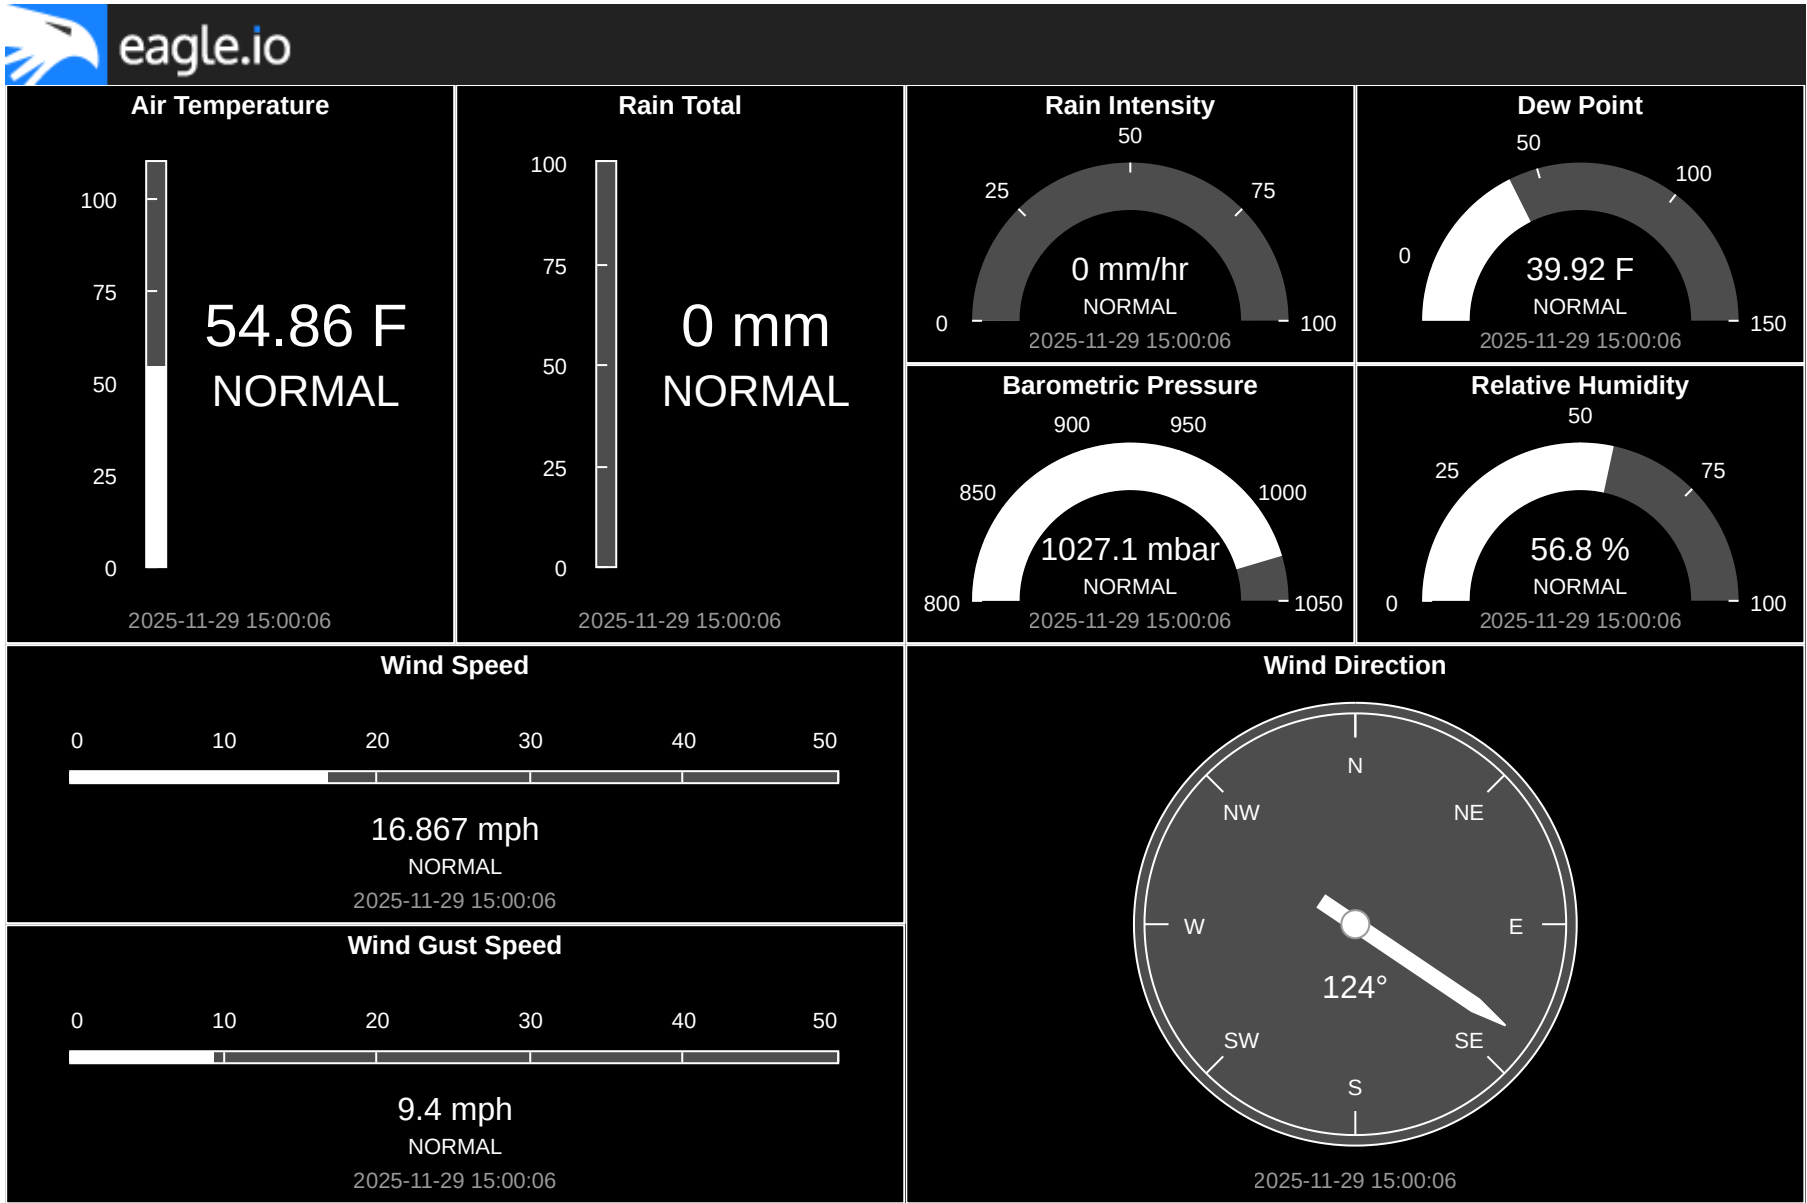 eagle.io
Air Temperature
100
75
50
25
0
54.86 F
NORMAL
2025-11-29 15:00:06
Rain Total
100
75
50
25
0
0 mm
NORMAL
2025-11-29 15:00:06
Rain Intensity
0
25
50
75
100
0 mm/hr
NORMAL
2025-11-29 15:00:06
Dew Point
0
50
100
150
39.92 F
NORMAL
2025-11-29 15:00:06
Barometric Pressure
800
850
900
950
1000
1050
1027.1 mbar
NORMAL
2025-11-29 15:00:06
Relative Humidity
0
25
50
75
100
56.8 %
NORMAL
2025-11-29 15:00:06
Wind Speed
0 10 20 30 40 50
16.867 mph
NORMAL
2025-11-29 15:00:06
Wind Gust Speed
0 10 20 30 40 50
9.4 mph
NORMAL
2025-11-29 15:00:06
Wind Direction
N
NW NE
W E
124°
SW SE
S
2025-11-29 15:00:06